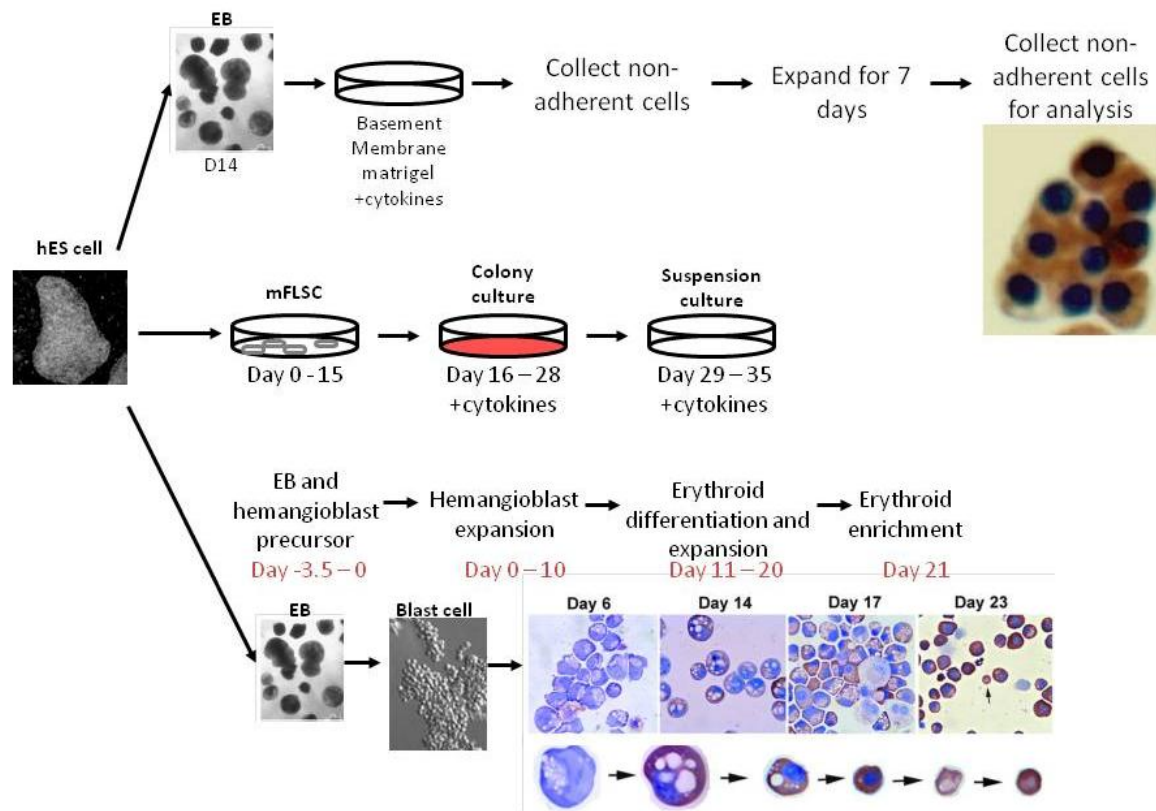 EB
D14
Basement
Membrane
matrigel
+cytokines
Collect non-
adherent cells
Expand for 7
days
Collect non-
adherent cells
for analysis
hES cell
mFLSC
Day 0 -15
Colony
culture
Day 16 – 28
+cytokines
Suspension
culture
Day 29 – 35
+cytokines
EB and
hemangioblast
precursor
Day -3.5 – 0
Hemangioblast
expansion
Day 0 – 10
Erythroid
differentiation and
expansion
Day 11 – 20
Erythroid
enrichment
Day 21
EB
Blast cell
Day 6
Day 14
Day 17
Day 23